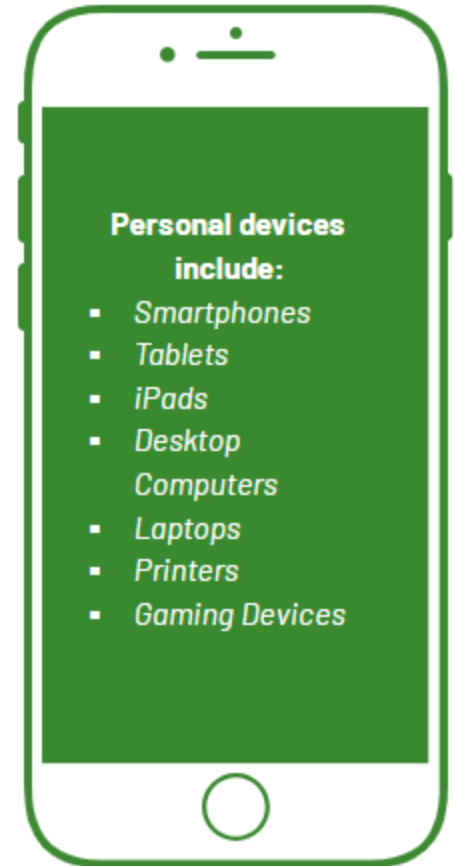 Personal devices
include:
▪ Smartphones
▪ Tablets
▪ iPads
▪ Desktop
Computers
▪ Laptops
▪ Printers
▪ Gaming Devices